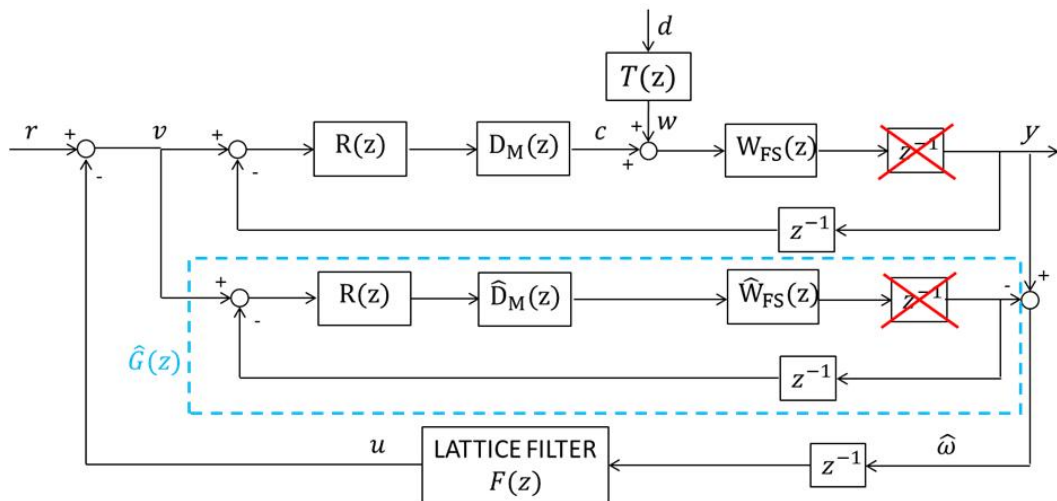 d
T(z)
r + v + R(z) D_M(z) c + w W_FS(z) z⁻¹ y
+
-
-
z⁻¹
+ R(z) D̂_M(z) Ŵ_FS(z) z⁻¹ - +
-
Ĝ(z)
z⁻¹
u LATTICE FILTER ω̂
F(z) z⁻¹